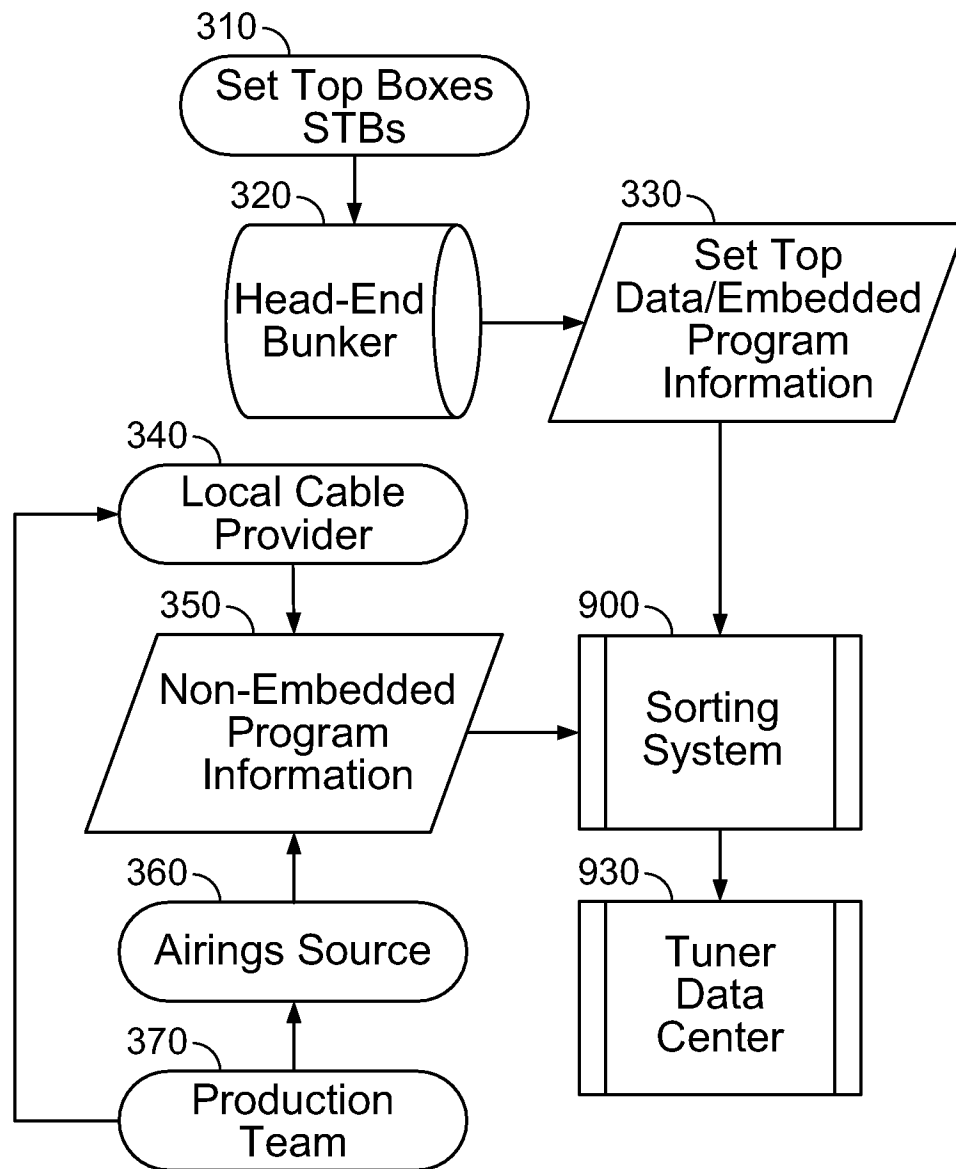 310
Set Top Boxes
STBs
320
Head-End
Bunker
330
Set Top
Data/Embedded
Program
Information
340
Local Cable
Provider
350
Non-Embedded
Program
Information
900
Sorting
System
360
Airings Source
930
Tuner
Data
Center
370
Production
Team